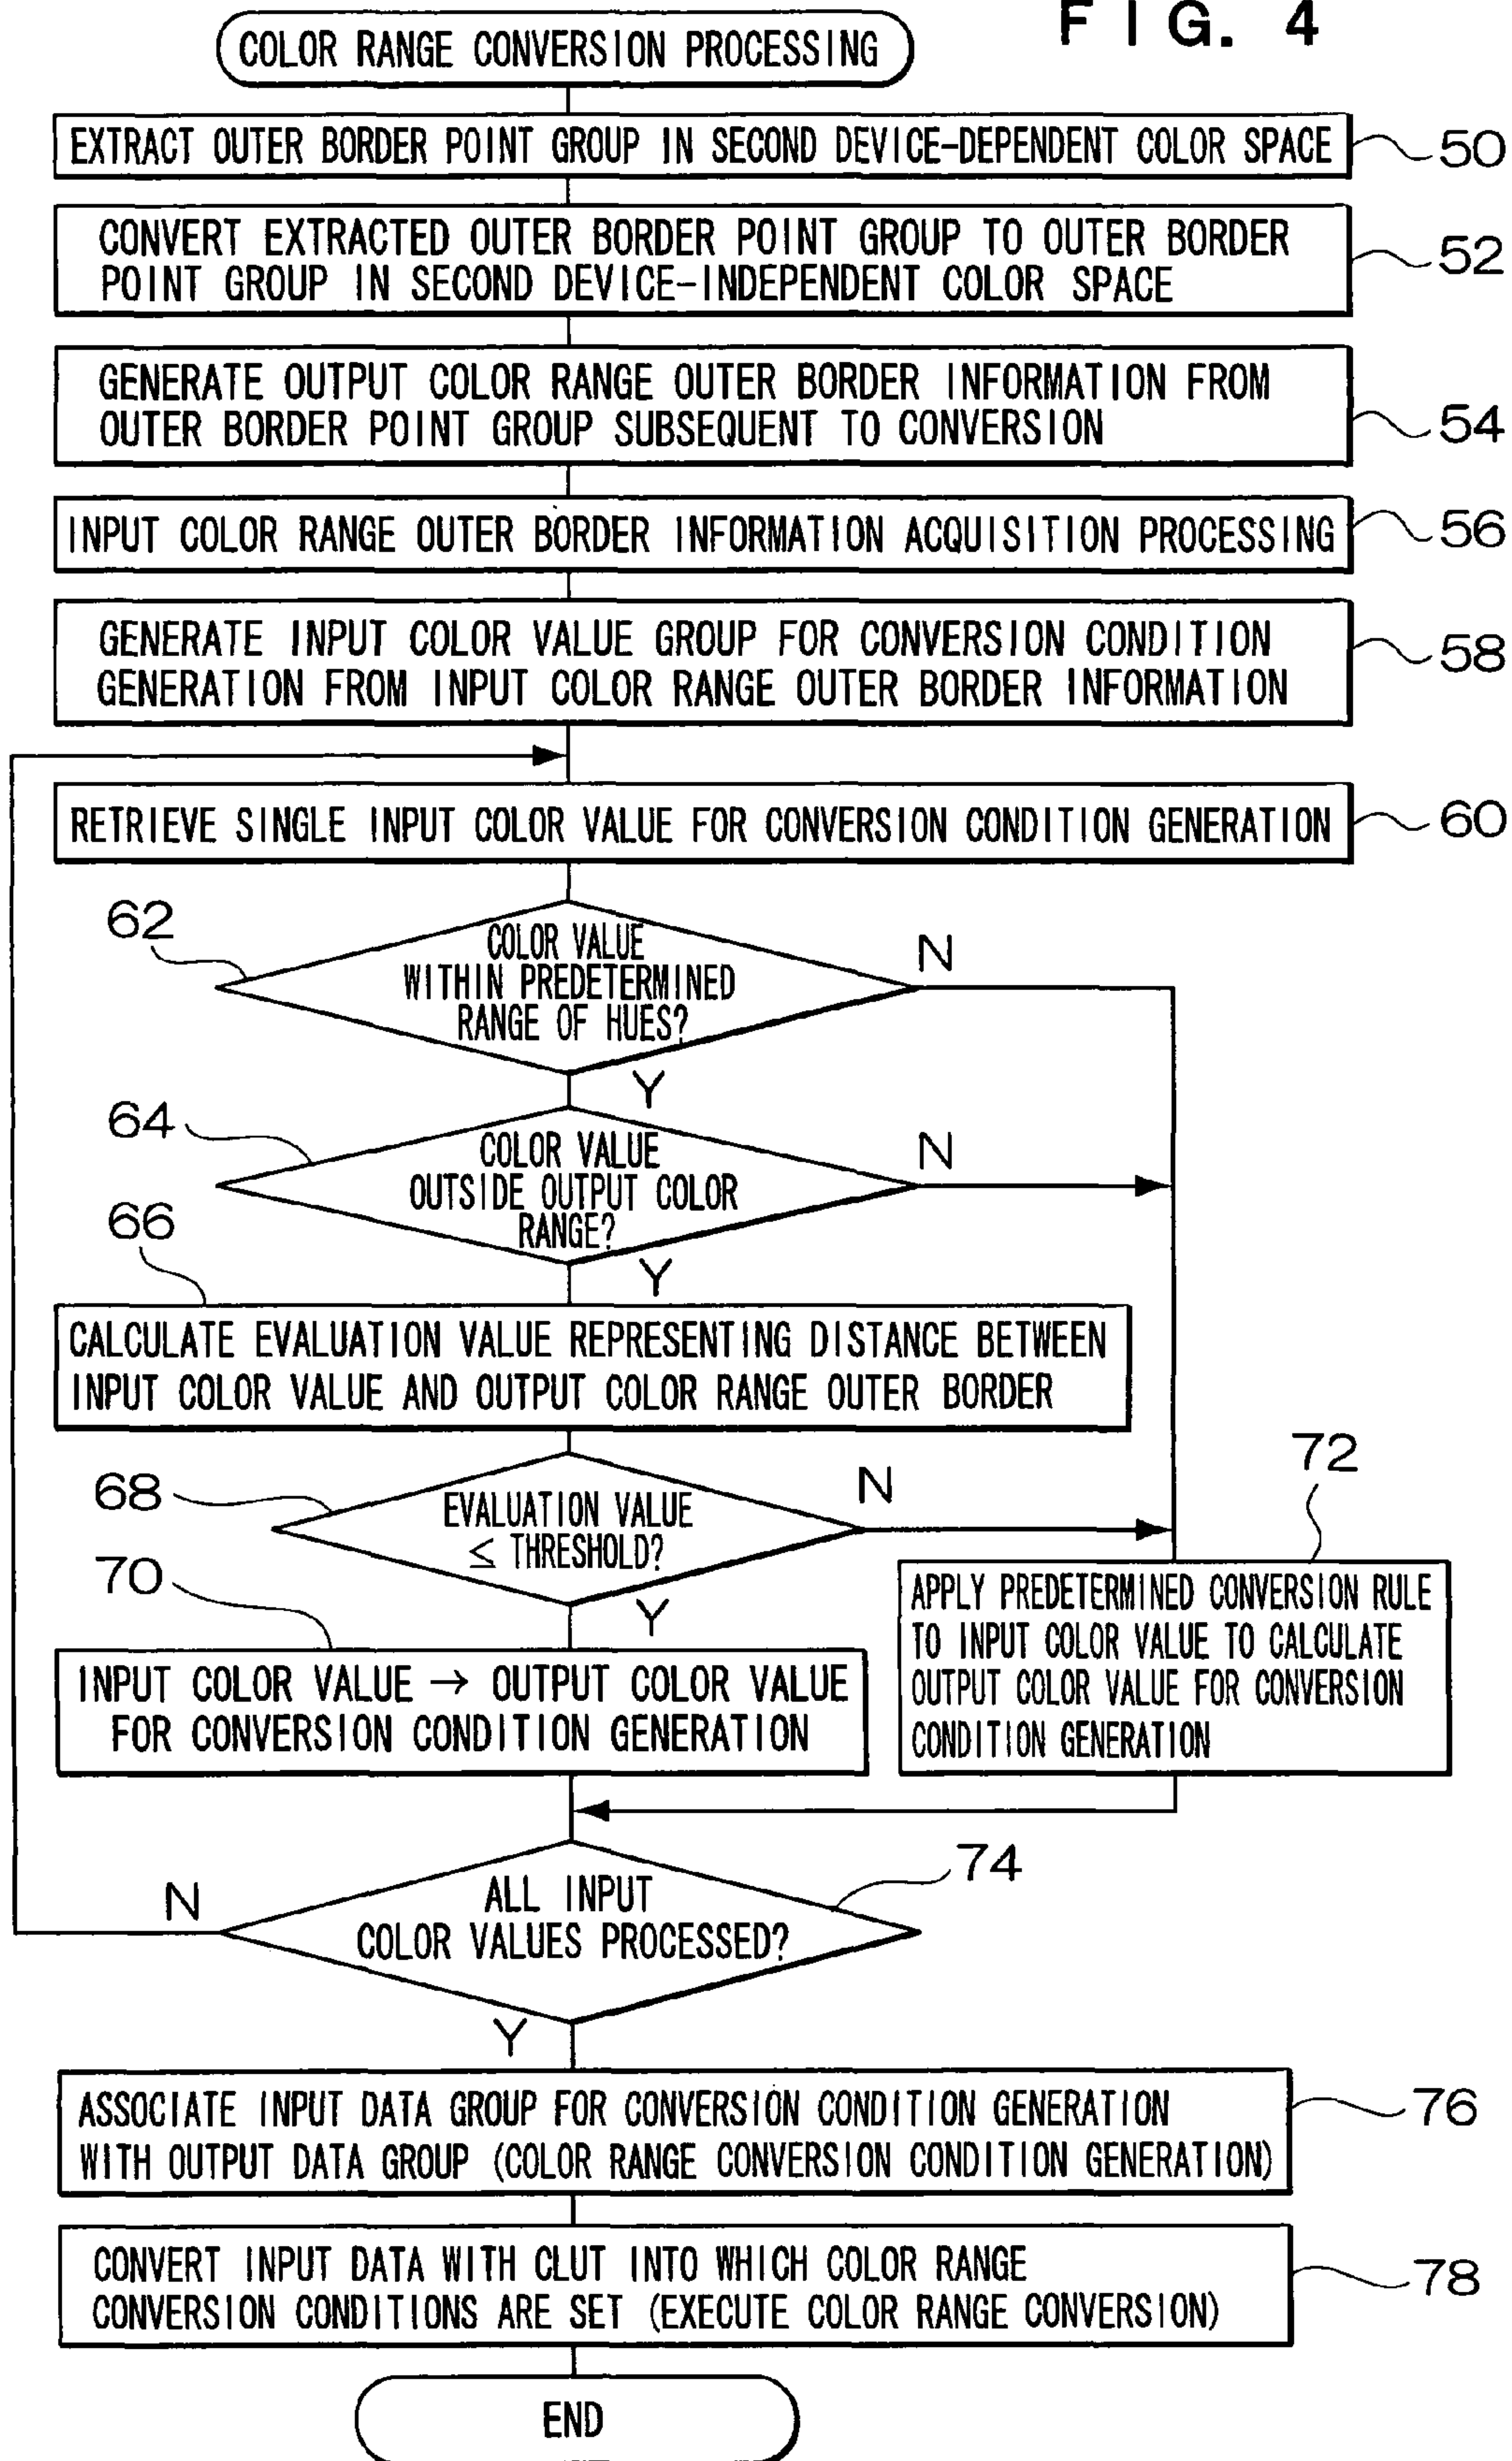 FIG. 4
COLOR RANGE CONVERSION PROCESSING
EXTRACT OUTER BORDER POINT GROUP IN SECOND DEVICE-DEPENDENT COLOR SPACE
50
CONVERT EXTRACTED OUTER BORDER POINT GROUP TO OUTER BORDER
POINT GROUP IN SECOND DEVICE-INDEPENDENT COLOR SPACE
52
GENERATE OUTPUT COLOR RANGE OUTER BORDER INFORMATION FROM
OUTER BORDER POINT GROUP SUBSEQUENT TO CONVERSION
54
INPUT COLOR RANGE OUTER BORDER INFORMATION ACQUISITION PROCESSING
56
GENERATE INPUT COLOR VALUE GROUP FOR CONVERSION CONDITION
GENERATION FROM INPUT COLOR RANGE OUTER BORDER INFORMATION
58
RETRIEVE SINGLE INPUT COLOR VALUE FOR CONVERSION CONDITION GENERATION
60
62
COLOR VALUE
WITHIN PREDETERMINED
RANGE OF HUES?
N
Y
64
COLOR VALUE
OUTSIDE OUTPUT COLOR
RANGE?
N
Y
66
CALCULATE EVALUATION VALUE REPRESENTING DISTANCE BETWEEN
INPUT COLOR VALUE AND OUTPUT COLOR RANGE OUTER BORDER
68
EVALUATION VALUE
≤ THRESHOLD?
N
Y
70
INPUT COLOR VALUE → OUTPUT COLOR VALUE
FOR CONVERSION CONDITION GENERATION
72
APPLY PREDETERMINED CONVERSION RULE
TO INPUT COLOR VALUE TO CALCULATE
OUTPUT COLOR VALUE FOR CONVERSION
CONDITION GENERATION
74
ALL INPUT
COLOR VALUES PROCESSED?
N
Y
ASSOCIATE INPUT DATA GROUP FOR CONVERSION CONDITION GENERATION
WITH OUTPUT DATA GROUP (COLOR RANGE CONVERSION CONDITION GENERATION)
76
CONVERT INPUT DATA WITH CLUT INTO WHICH COLOR RANGE
CONVERSION CONDITIONS ARE SET (EXECUTE COLOR RANGE CONVERSION)
78
END